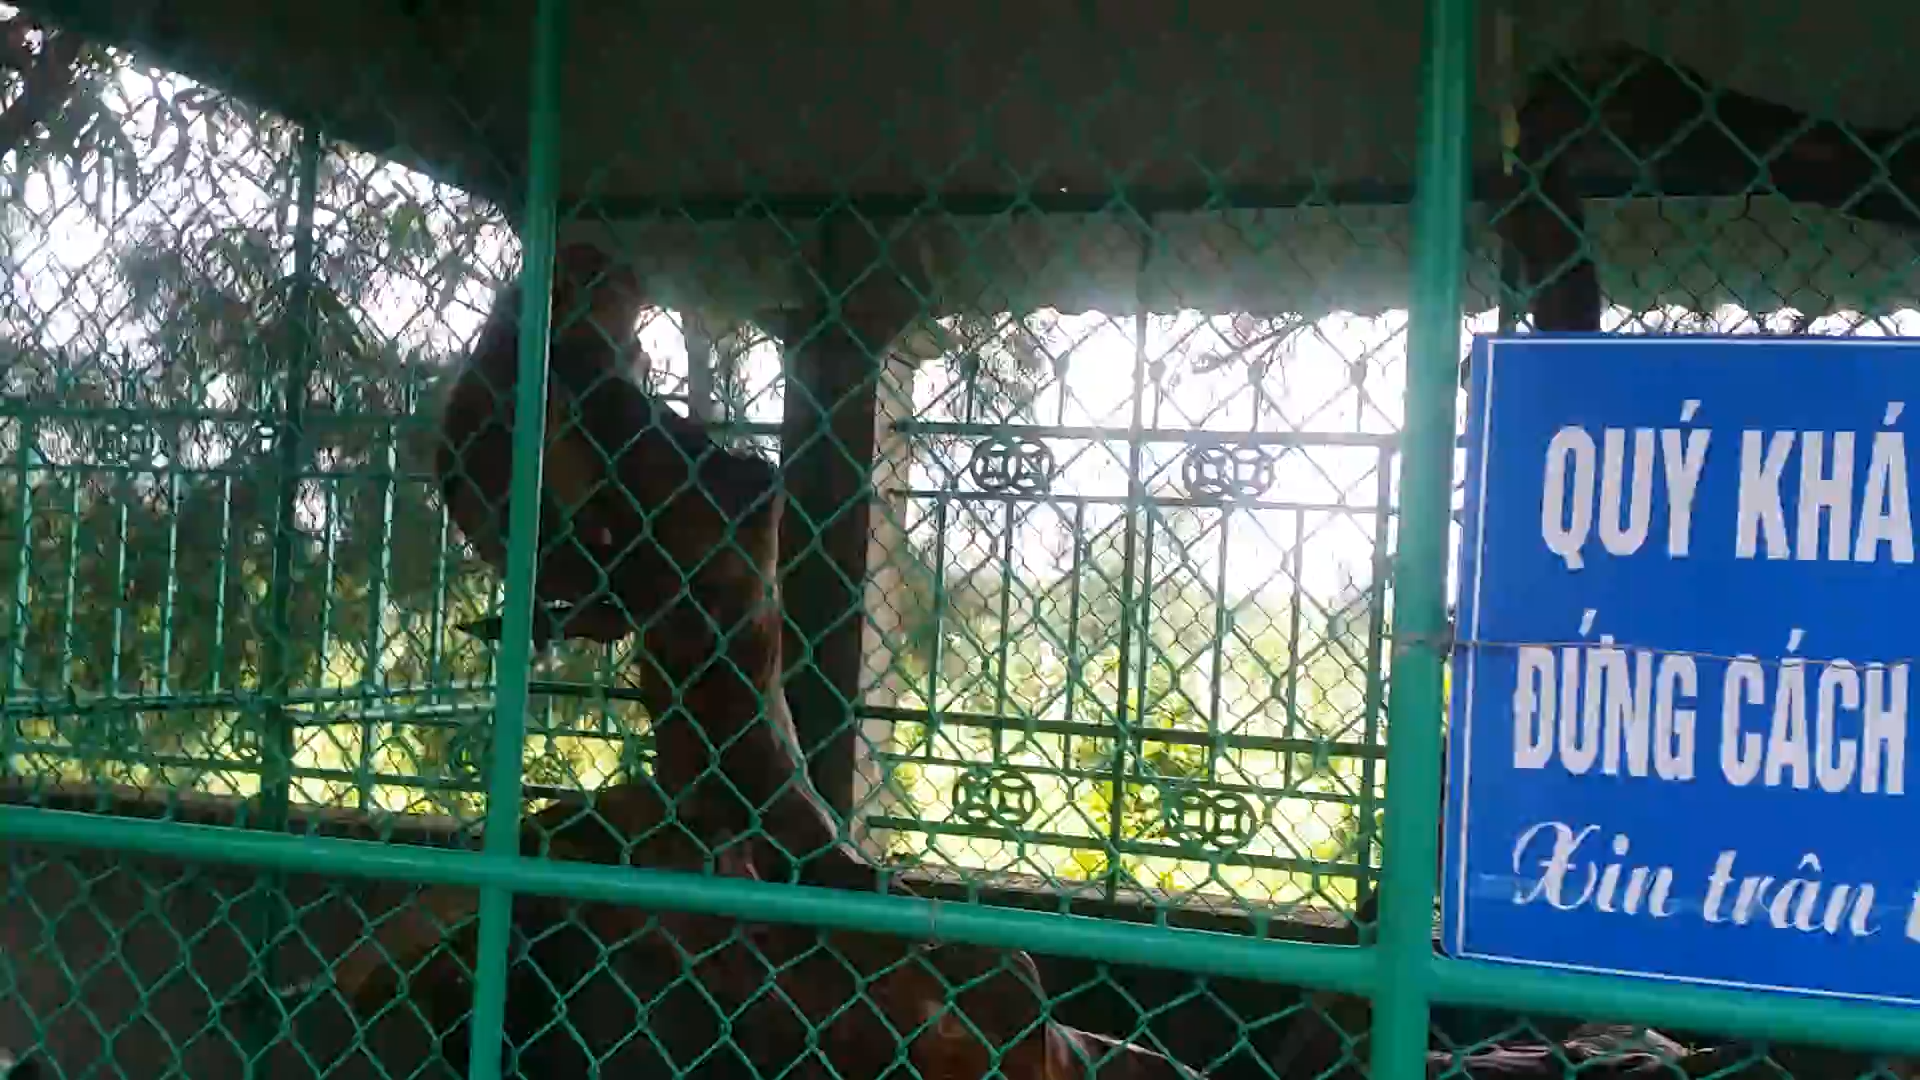 QUÝ KHÁ
ĐỨNG CÁCH
Xin trân